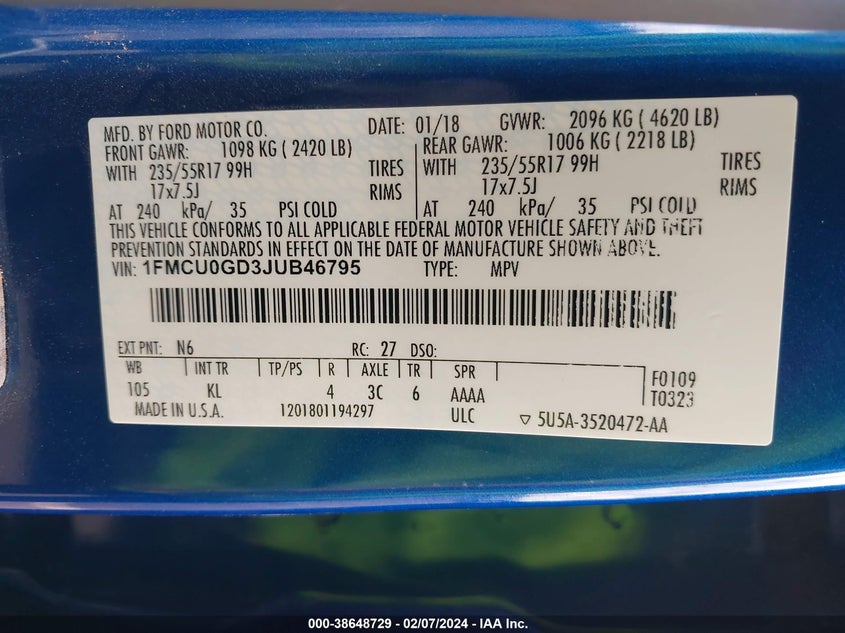 MFD. BY FORD MOTOR CO. DATE: 01/18 GVWR: 2096 KG ( 4620 LB)
FRONT GAWR: 1098 KG ( 2420 LB) REAR GAWR: 1006 KG ( 2218 LB)
WITH 235/55R17 99H TIRES WITH 235/55R17 99H TIRES
17x7.5J RIMS 17x7.5J RIMS
AT 240 kPa/ 35 PSI COLD AT 240 kPa/ 35 PSI COLD
THIS VEHICLE CONFORMS TO ALL APPLICABLE FEDERAL MOTOR VEHICLE SAFETY AND THEFT
PREVENTION STANDARDS IN EFFECT ON THE DATE OF MANUFACTURE SHOWN ABOVE.
VIN: 1FMCU0GD3JUB46795 TYPE: MPV
EXT PNT: N6 RC: 27 DSO:
WB INT TR TP/PS R AXLE TR SPR
105 KL 4 3C 6 AAAA F0109
T0323
MADE IN U.S.A. 1201801194297 ULC ▽ 5U5A-3520472-AA
000-38648729 - 02/07/2024 - IAA Inc.